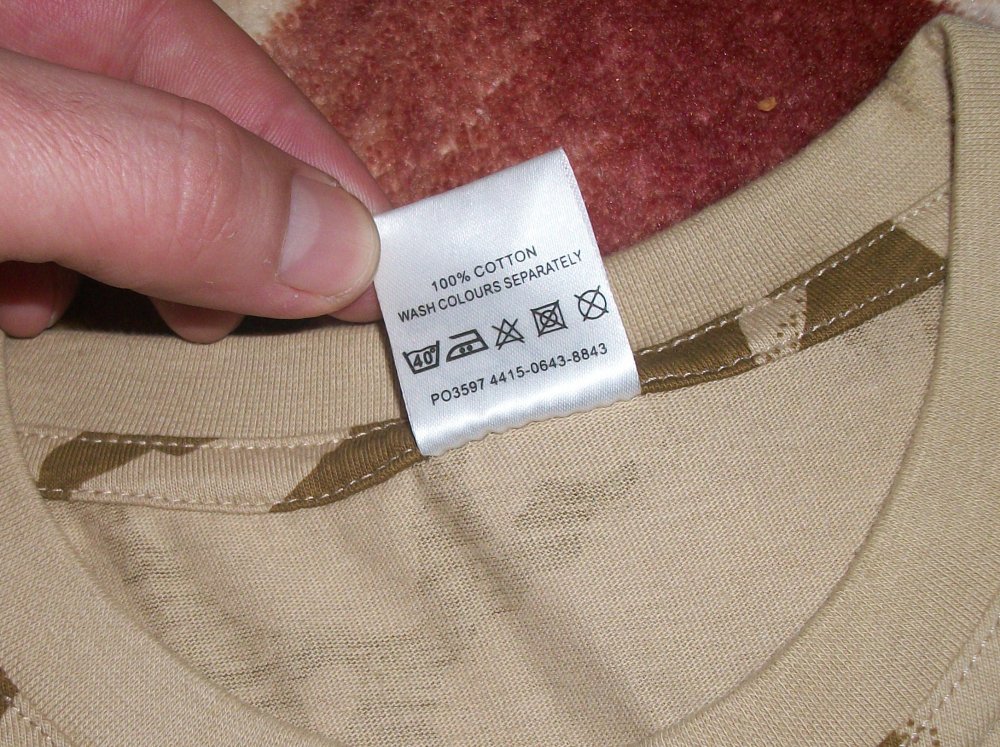 100% COTTON
WASH COLOURS SEPARATELY
40°
PO3597 4415-0643-8843